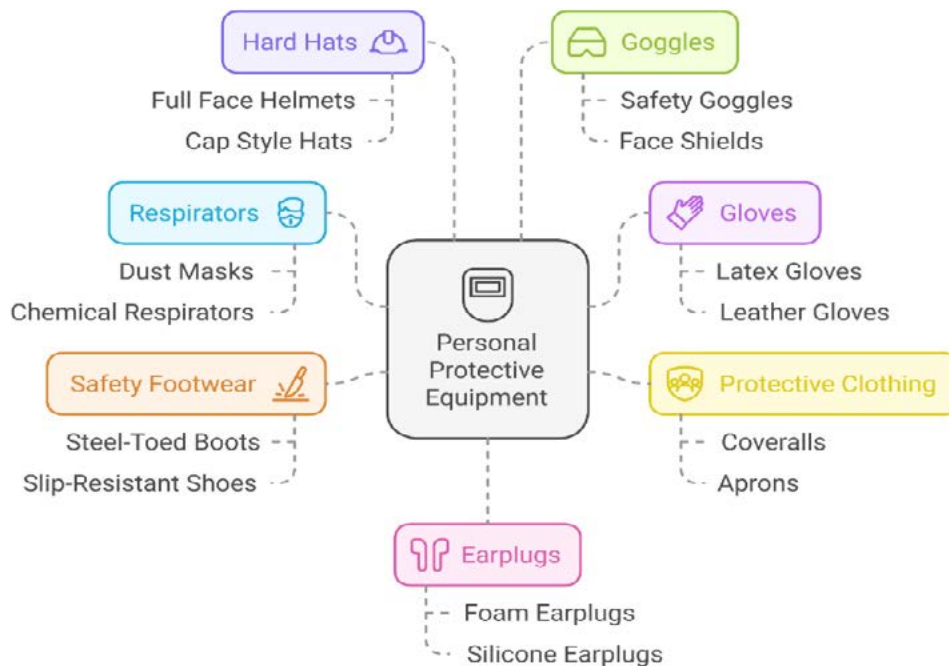 Hard Hats
Full Face Helmets
Cap Style Hats
Goggles
Safety Goggles
Face Shields
Respirators
Dust Masks
Chemical Respirators
Gloves
Latex Gloves
Leather Gloves
Personal
Protective
Equipment
Safety Footwear
Steel-Toed Boots
Slip-Resistant Shoes
Protective Clothing
Coveralls
Aprons
Earplugs
Foam Earplugs
Silicone Earplugs